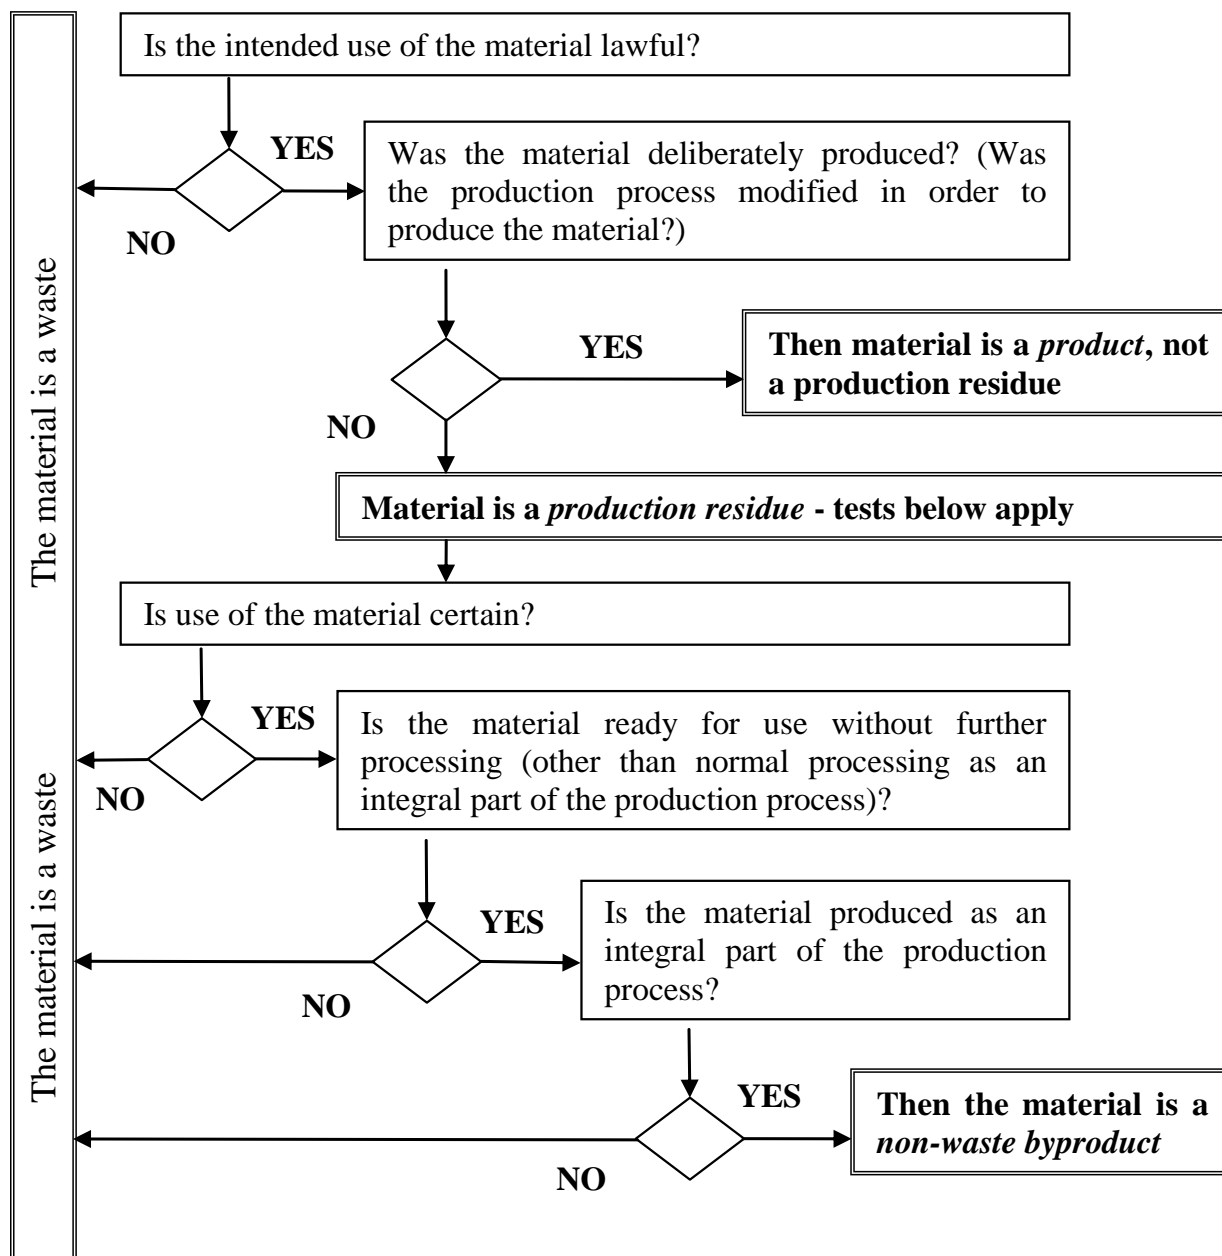 Is the intended use of the material lawful?
YES
NO
Was the material deliberately produced? (Was
the production process modified in order to
produce the material?)
YES
Then material is a product, not
a production residue
NO
Material is a production residue - tests below apply
The material is a waste
Is use of the material certain?
YES
NO
Is the material ready for use without further
processing (other than normal processing as an
integral part of the production process)?
YES
NO
Is the material produced as an
integral part of the production
process?
YES
NO
Then the material is a
non-waste byproduct
The material is a waste